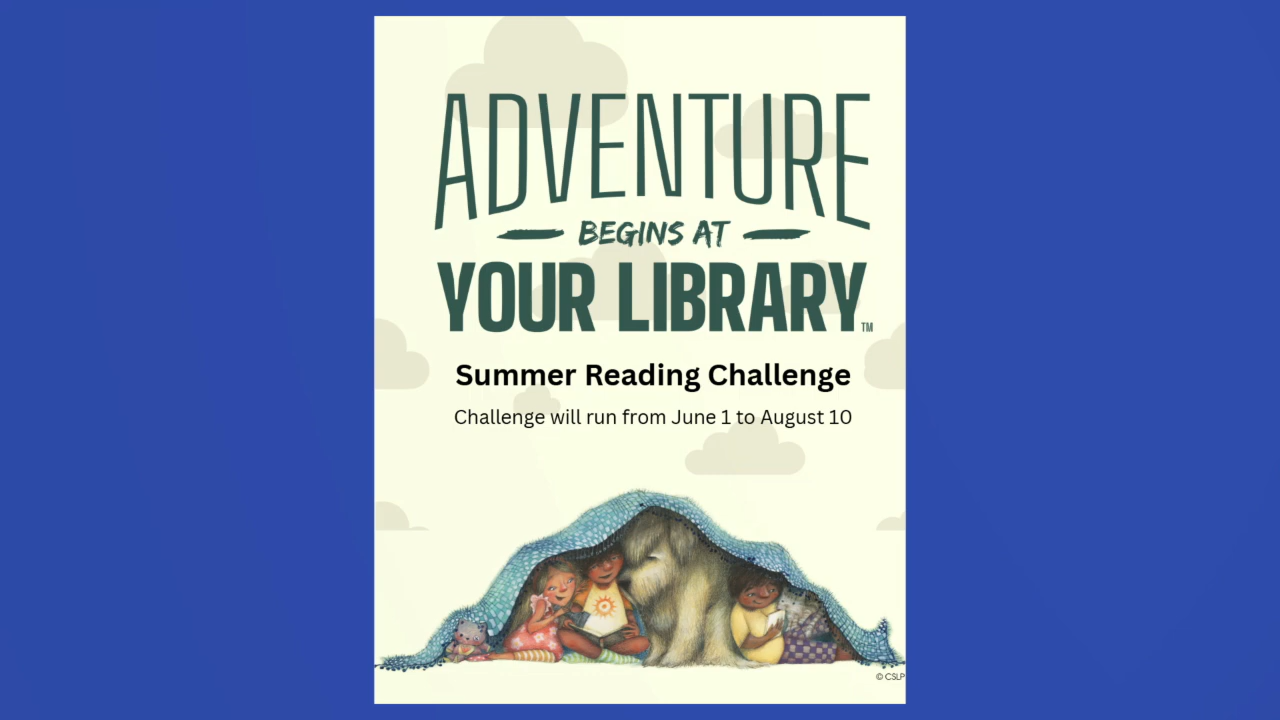 ADVENTURE
BEGINS AT
YOUR LIBRARY™
Summer Reading Challenge
Challenge will run from June 1 to August 10
© CSLP